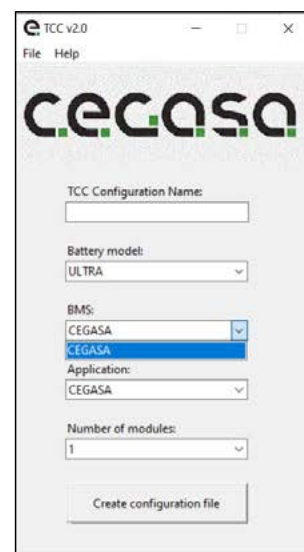 TCC v2.0
File Help
cegasa
TCC Configuration Name:
Battery model:
ULTRA
BMS:
CEGASA
CEGASA
Application:
CEGASA
Number of modules:
1
Create configuration file